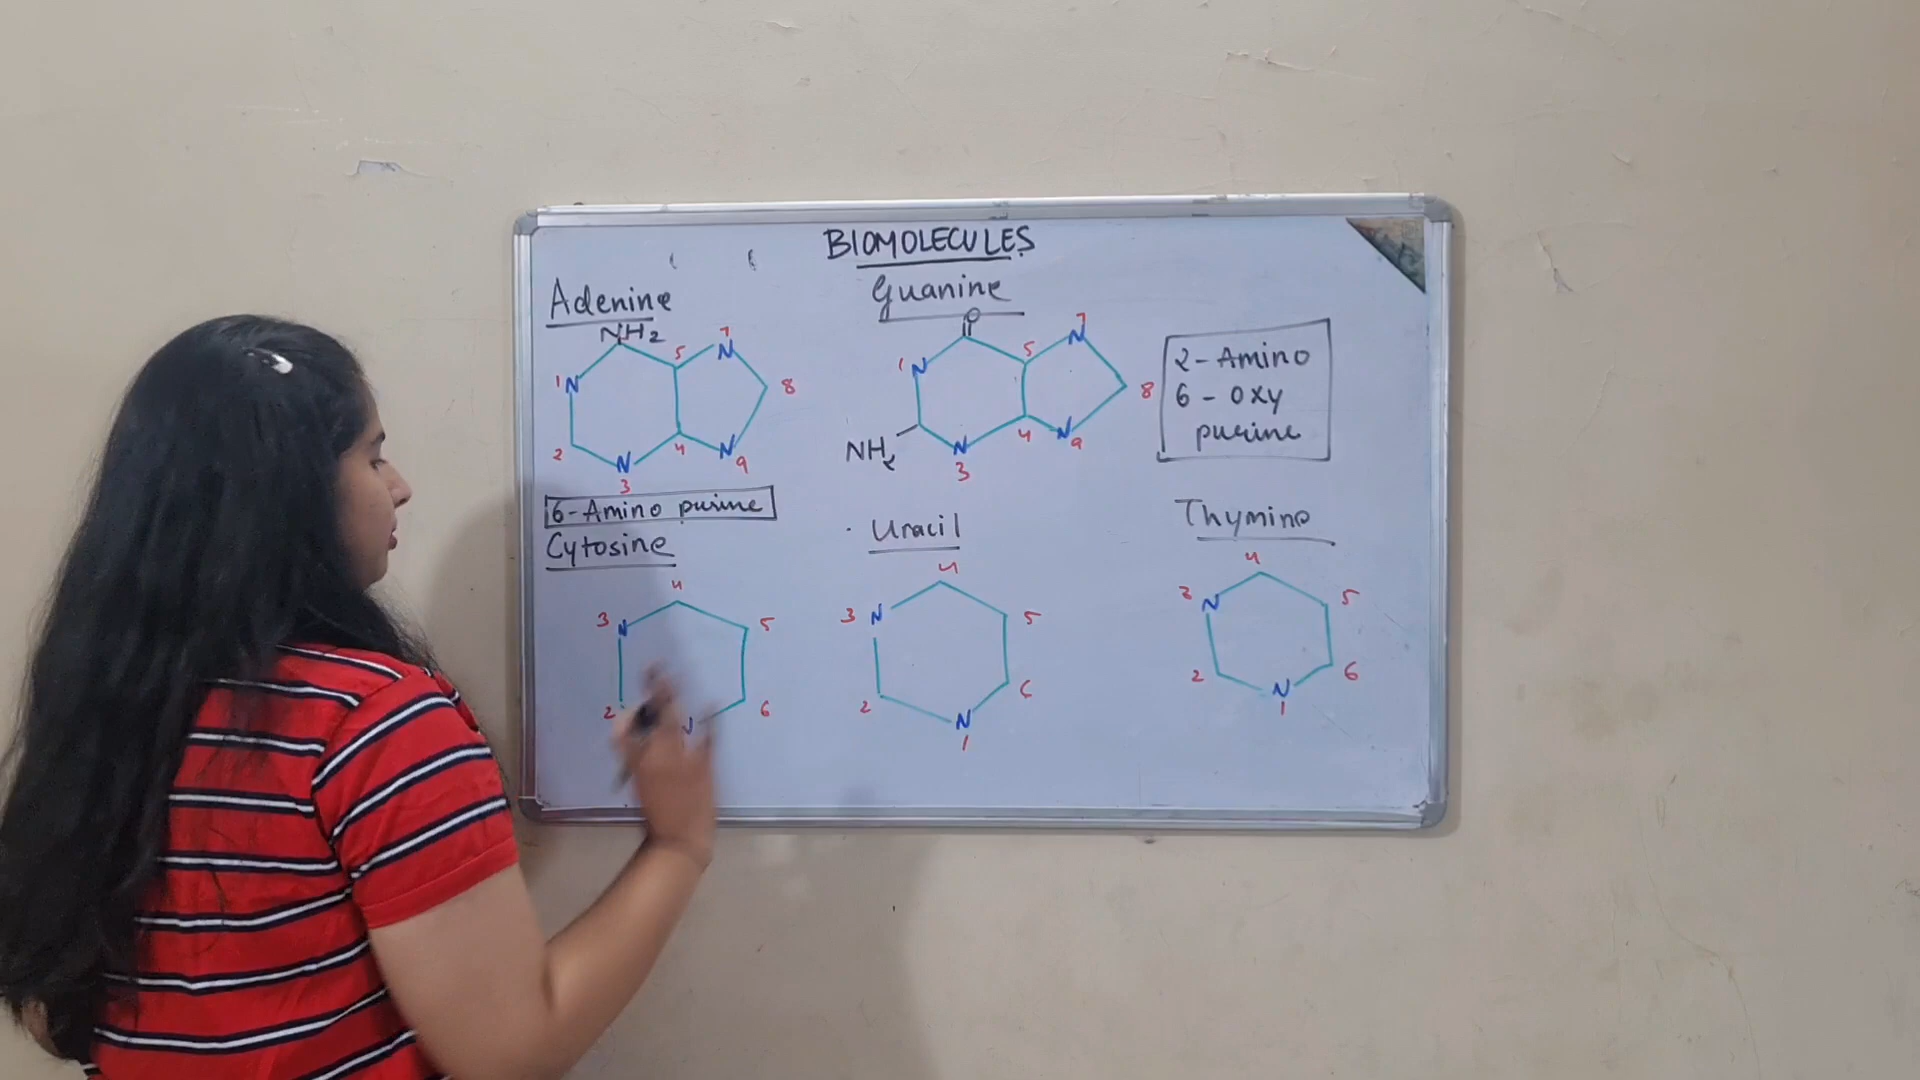 BIOMOLECULES
Adenine
NH2
7
5
N
1 N
8
2
4
N
N
9
3
6-Amino purine
Guanine
O
7
N
5
1
N
8
4
N
9
NH2
N
3
2-Amino
6 - Oxy
purine
Cytosine
4
3
N
5
2
6
N
Uracil
4
3 N
5
2
6
N
1
Thymine
4
3
N
5
2
6
N
1